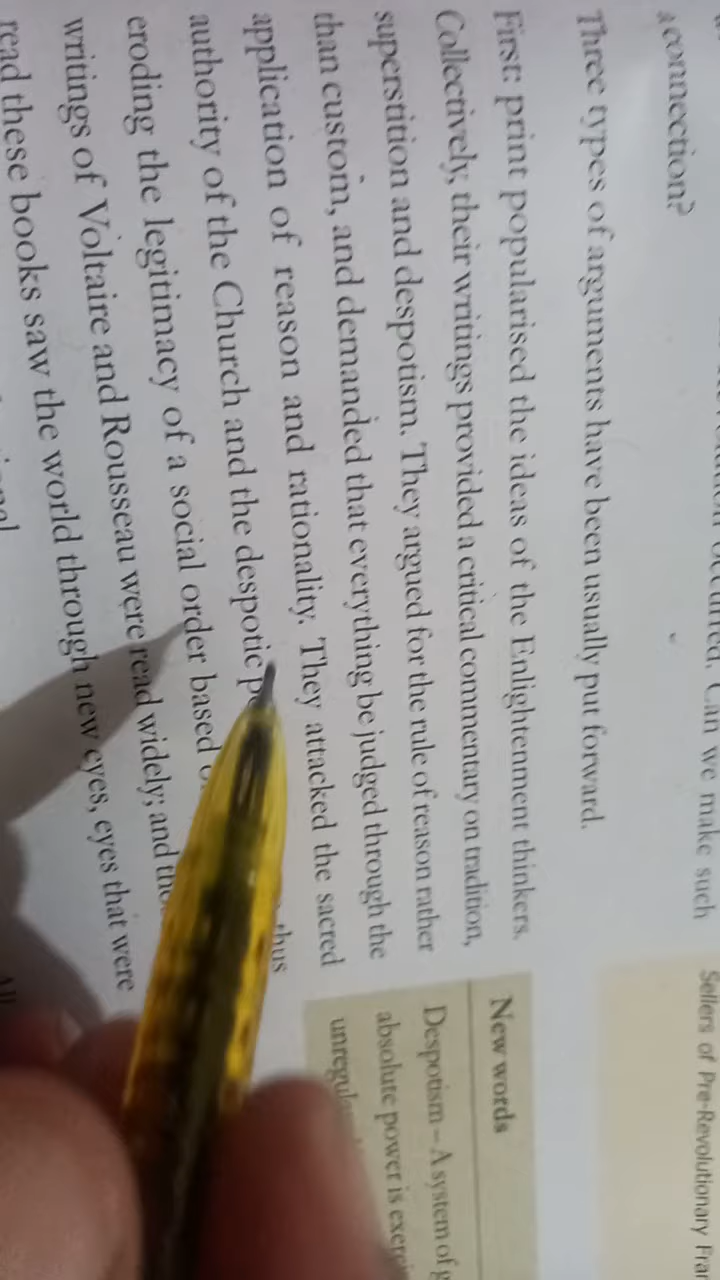 occurred. Can we make such
a connection?
Three types of arguments have been usually put forward.
First: print popularised the ideas of the Enlightenment thinkers.
Collectively, their writings provided a critical commentary on tradition,
superstition and despotism. They argued for the rule of reason rather
than custom, and demanded that everything be judged through the
application of reason and rationality. They attacked the sacred
authority of the Church and the despotic thus
eroding the legitimacy of a social order based
writings of Voltaire and Rousseau were read widely; and
read these books saw the world through new eyes, eyes that were
Sellers of Pre-Revolutionary
New words
Despotism – A system of
absolute power is